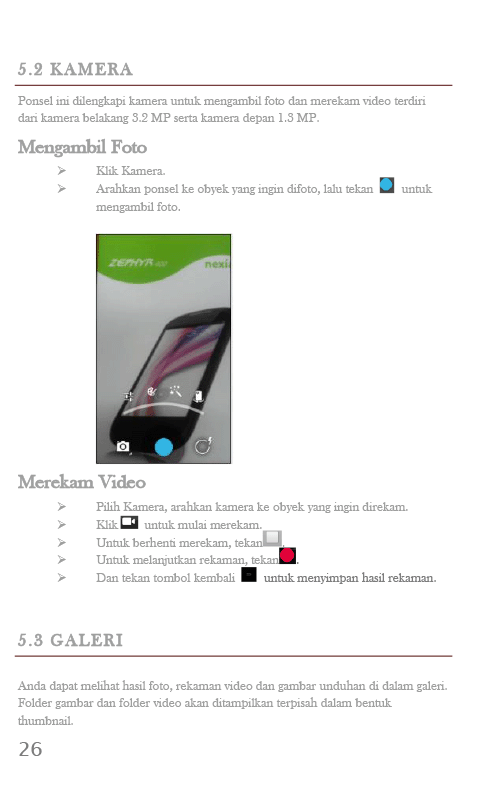 5.2 KAMERA
Ponsel ini dilengkapi kamera untuk mengambil foto dan merekam video terdiri
dari kamera belakang 3.2 MP serta kamera depan 1.3 MP.
Mengambil Foto
➢ Klik Kamera.
➢ Arahkan ponsel ke obyek yang ingin difoto, lalu tekan untuk
mengambil foto.
ZEPHYR
nexia
Merekam Video
➢ Pilih Kamera, arahkan kamera ke obyek yang ingin direkam.
➢ Klik untuk mulai merekam.
➢ Untuk berhenti merekam, tekan .
➢ Untuk melanjutkan rekaman, tekan .
➢ Dan tekan tombol kembali untuk menyimpan hasil rekaman.
5.3 GALERI
Anda dapat melihat hasil foto, rekaman video dan gambar unduhan di dalam galeri.
Folder gambar dan folder video akan ditampilkan terpisah dalam bentuk
thumbnail.
26